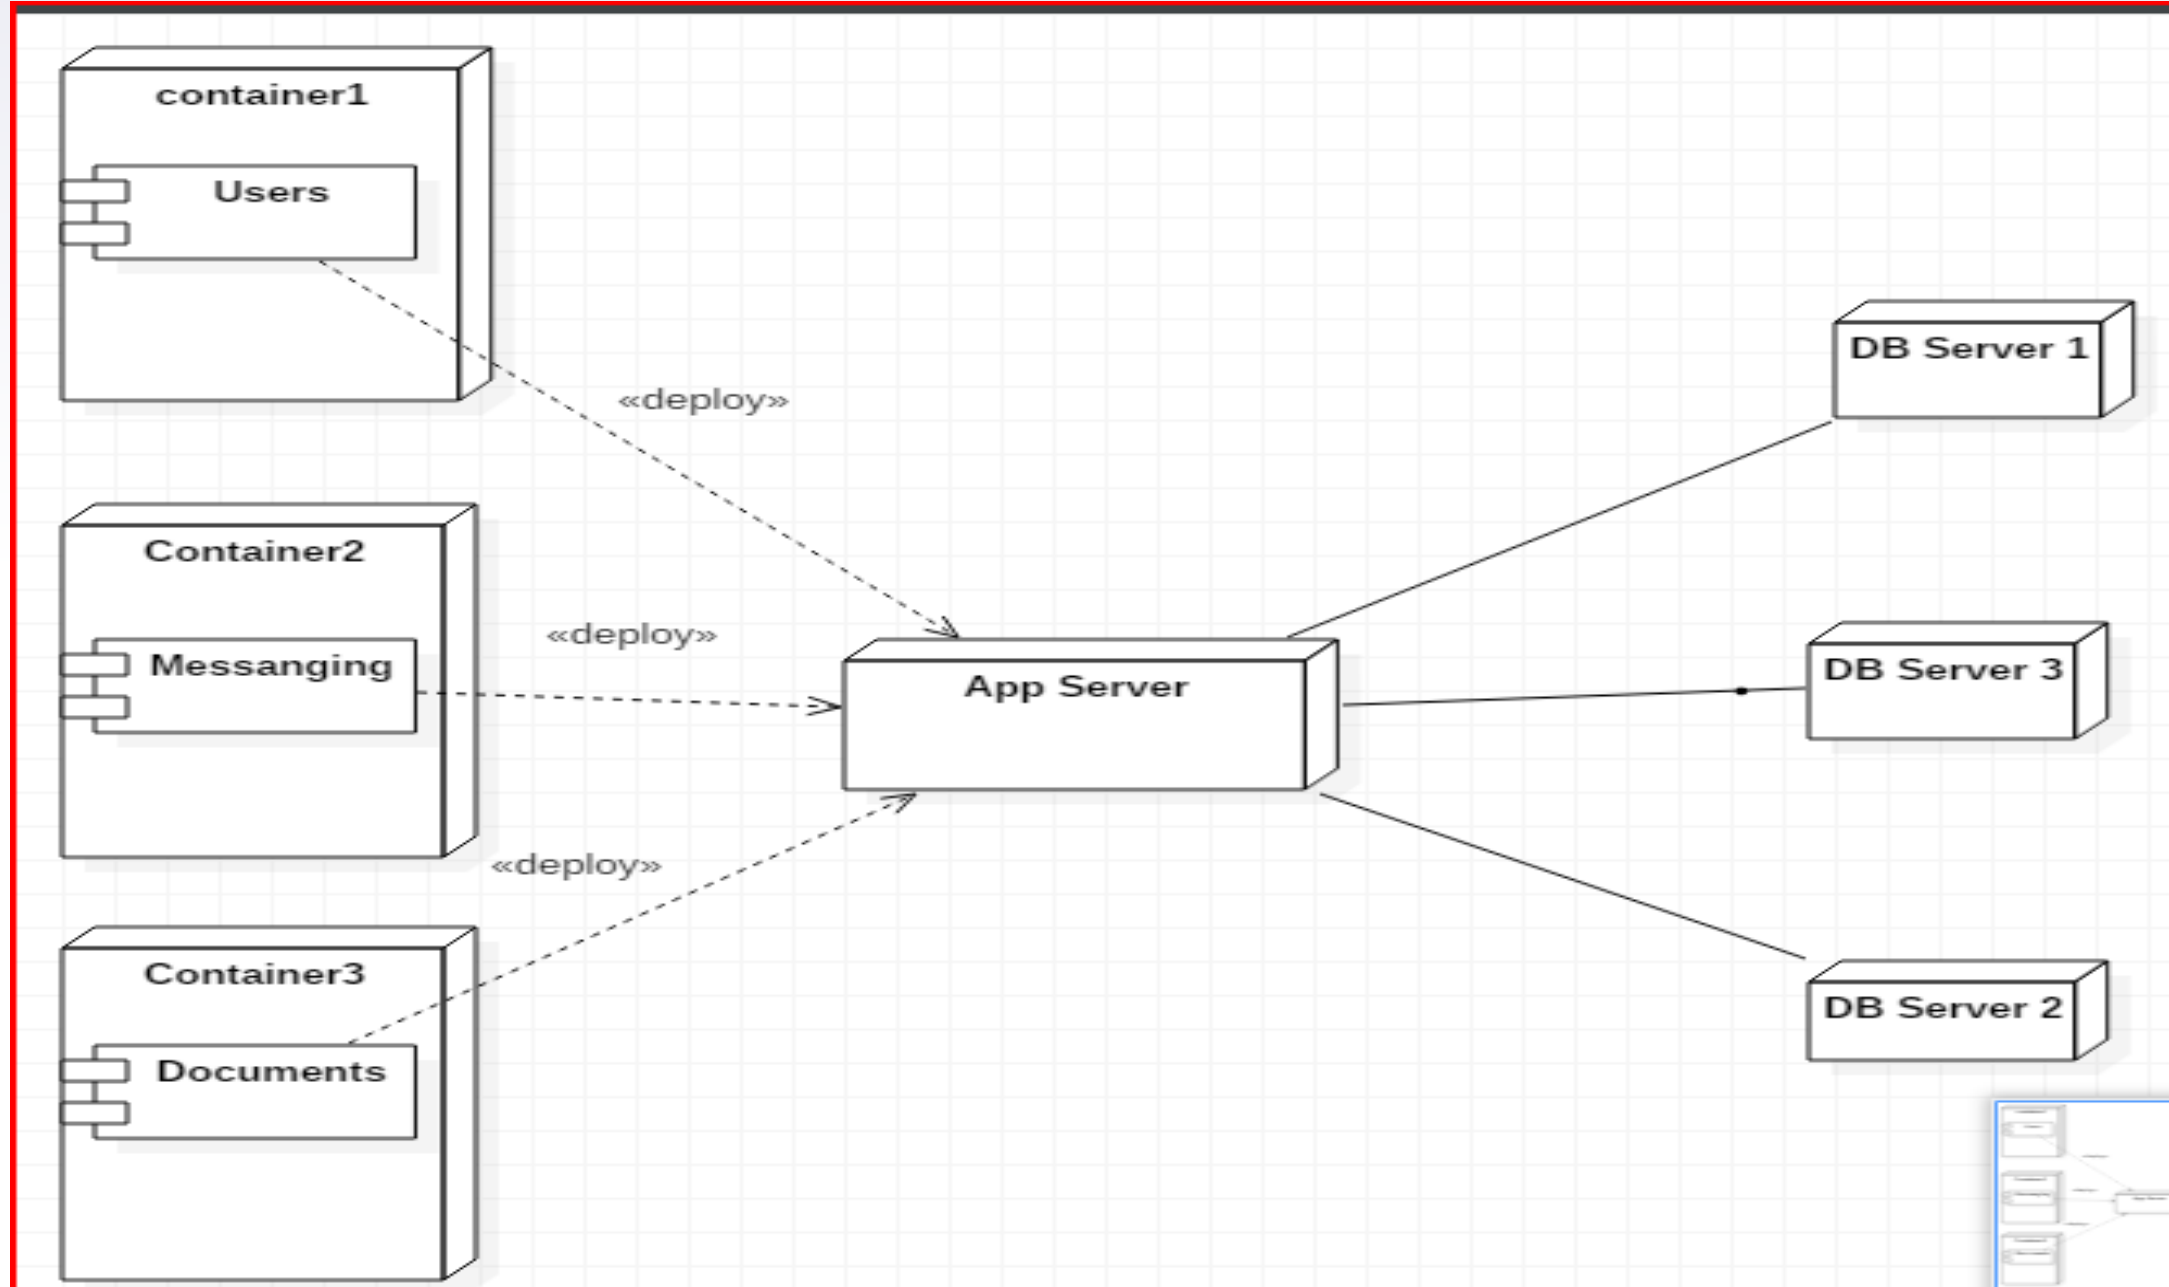 container1
Users
«deploy»
DB Server 1
Container2
«deploy»
Messanging
App Server
DB Server 3
«deploy»
Container3
Documents
DB Server 2